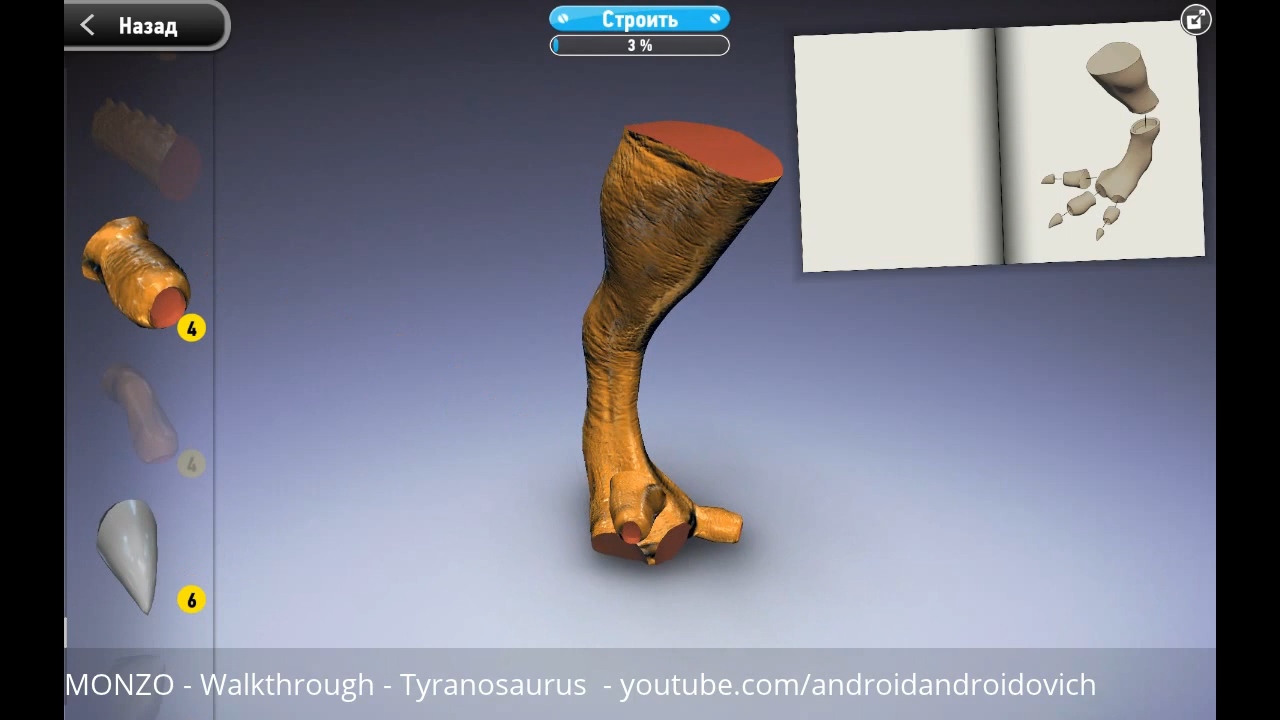 Назад
Строить
3 %
4
4
6
MONZO - Walkthrough - Tyranosaurus - youtube.com/androidandroidovich